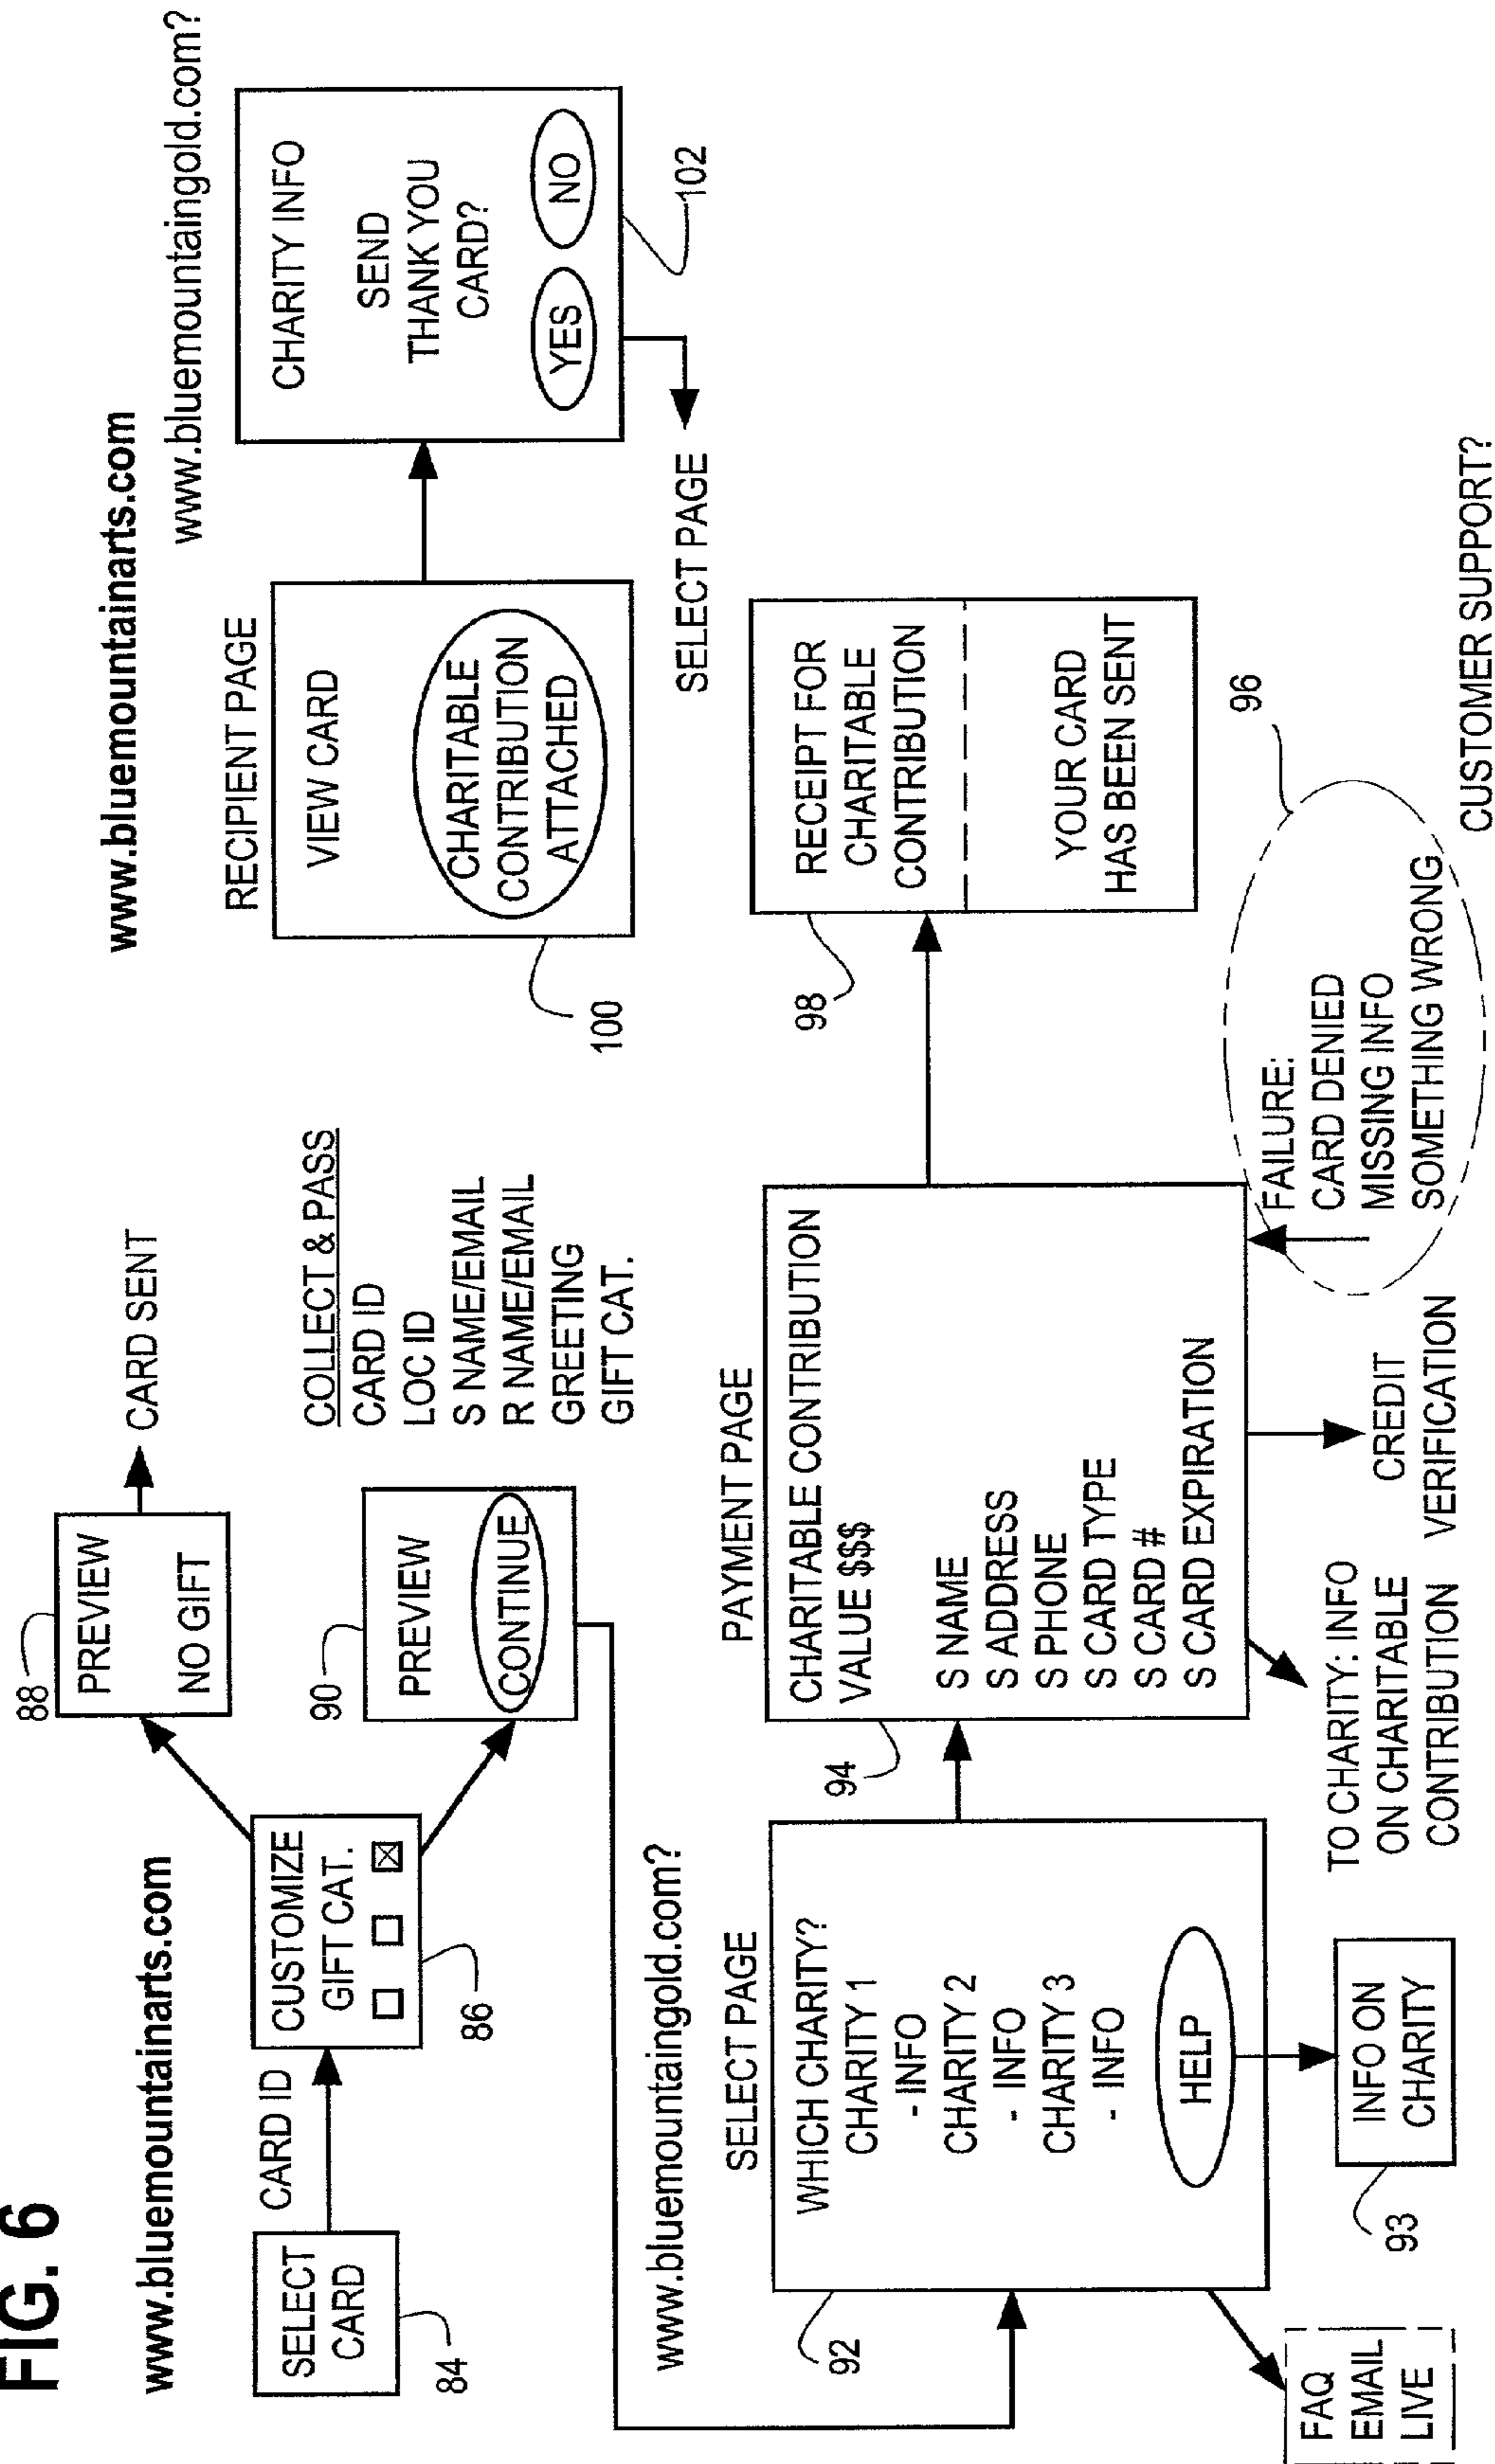 FIG. 6
www.bluemountainarts.com
SELECT
CARD
84
CARD ID
CUSTOMIZE
GIFT CAT.
86
88
PREVIEW
NO GIFT
CARD SENT
90
PREVIEW
CONTINUE
COLLECT & PASS
CARD ID
LOC ID
S NAME/EMAIL
R NAME/EMAIL
GREETING
GIFT CAT.
www.bluemountainarts.com
www.bluemountaingold.com?
RECIPIENT PAGE
VIEW CARD
CHARITABLE
CONTRIBUTION
ATTACHED
100
CHARITY INFO
SEND
THANK YOU
CARD?
YES
NO
102
SELECT PAGE
www.bluemountaingold.com?
SELECT PAGE
WHICH CHARITY?
CHARITY 1
- INFO
CHARITY 2
- INFO
CHARITY 3
- INFO
HELP
92
FAQ
EMAIL
LIVE
INFO ON
CHARITY
93
PAYMENT PAGE
CHARITABLE CONTRIBUTION
VALUE $$$
S NAME
S ADDRESS
S PHONE
S CARD TYPE
S CARD #
S CARD EXPIRATION
94
TO CHARITY: INFO
ON CHARITABLE
CONTRIBUTION
CREDIT
VERIFICATION
RECEIPT FOR
CHARITABLE
CONTRIBUTION
YOUR CARD
HAS BEEN SENT
98
FAILURE:
CARD DENIED
MISSING INFO
SOMETHING WRONG
96
CUSTOMER SUPPORT?